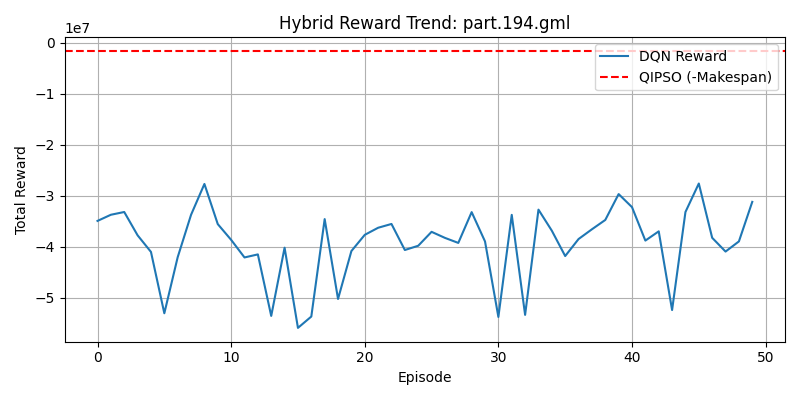 Hybrid Reward Trend: part.194.gml
1e7
0
−1
−2
−3
−4
−5
Total Reward
DQN Reward
QIPSO (-Makespan)
0 10 20 30 40 50
Episode